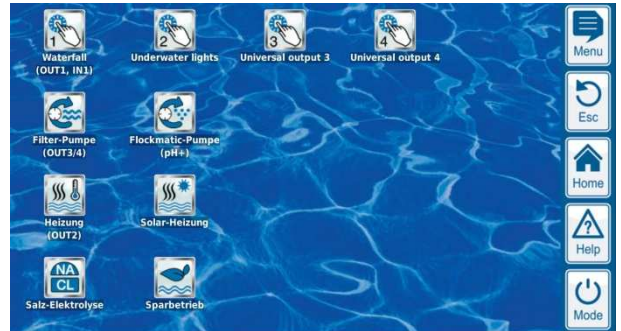 1
2
3
4
Waterfall
(OUT1, IN1)
Underwater lights
Universal output 3
Universal output 4
Filter-Pumpe
(OUT3/4)
Flockmatic-Pumpe
(pH+)
Heizung
(OUT2)
Solar-Heizung
NA
CL
Salz-Elektrolyse
Sparbetrieb
Menu
Esc
Home
?
Help
Mode